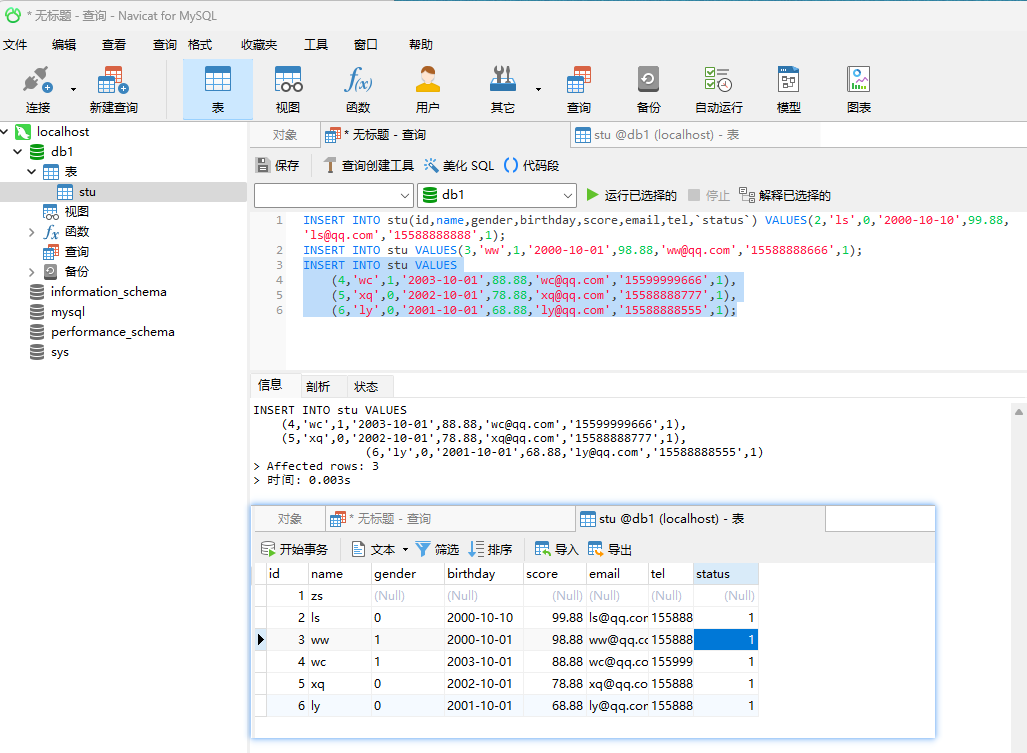 * 无标题 - 查询 - Navicat for MySQL
文件 编辑 查看 查询 格式 收藏夹 工具 窗口 帮助
连接 新建查询 表 视图 函数 用户 其它 查询 备份 自动运行 模型 图表
localhost
db1
表
stu
视图
函数
查询
备份
information_schema
mysql
performance_schema
sys
对象 * 无标题 - 查询 stu @db1 (localhost) - 表
保存 查询创建工具 美化 SQL () 代码段
db1 运行已选择的 停止 解释已选择的
1 INSERT INTO stu(id,name,gender,birthday,score,email,tel,`status`) VALUES(2,'ls',0,'2000-10-10',99.88,
'ls@qq.com','15588888888',1);
2 INSERT INTO stu VALUES(3,'ww',1,'2000-10-01',98.88,'ww@qq.com','15588888666',1);
3 INSERT INTO stu VALUES
4 (4,'wc',1,'2003-10-01',88.88,'wc@qq.com','15599999666',1),
5 (5,'xq',0,'2002-10-01',78.88,'xq@qq.com','15588888777',1),
6 (6,'ly',0,'2001-10-01',68.88,'ly@qq.com','15588888555',1);
信息 剖析 状态
INSERT INTO stu VALUES
(4,'wc',1,'2003-10-01',88.88,'wc@qq.com','15599999666',1),
(5,'xq',0,'2002-10-01',78.88,'xq@qq.com','15588888777',1),
(6,'ly',0,'2001-10-01',68.88,'ly@qq.com','15588888555',1)
> Affected rows: 3
> 时间: 0.003s
对象 * 无标题 - 查询 stu @db1 (localhost) - 表
开始事务 文本 筛选 排序 导入 导出
id name gender birthday score email tel status
1 zs (Null) (Null) (Null) (Null) (Null) (Null)
2 ls 0 2000-10-10 99.88 ls@qq.cor 155888 1
3 ww 1 2000-10-01 98.88 ww@qq.cc 155888 1
4 wc 1 2003-10-01 88.88 wc@qq.co 155999 1
5 xq 0 2002-10-01 78.88 xq@qq.co 155888 1
6 ly 0 2001-10-01 68.88 ly@qq.cor 155888 1